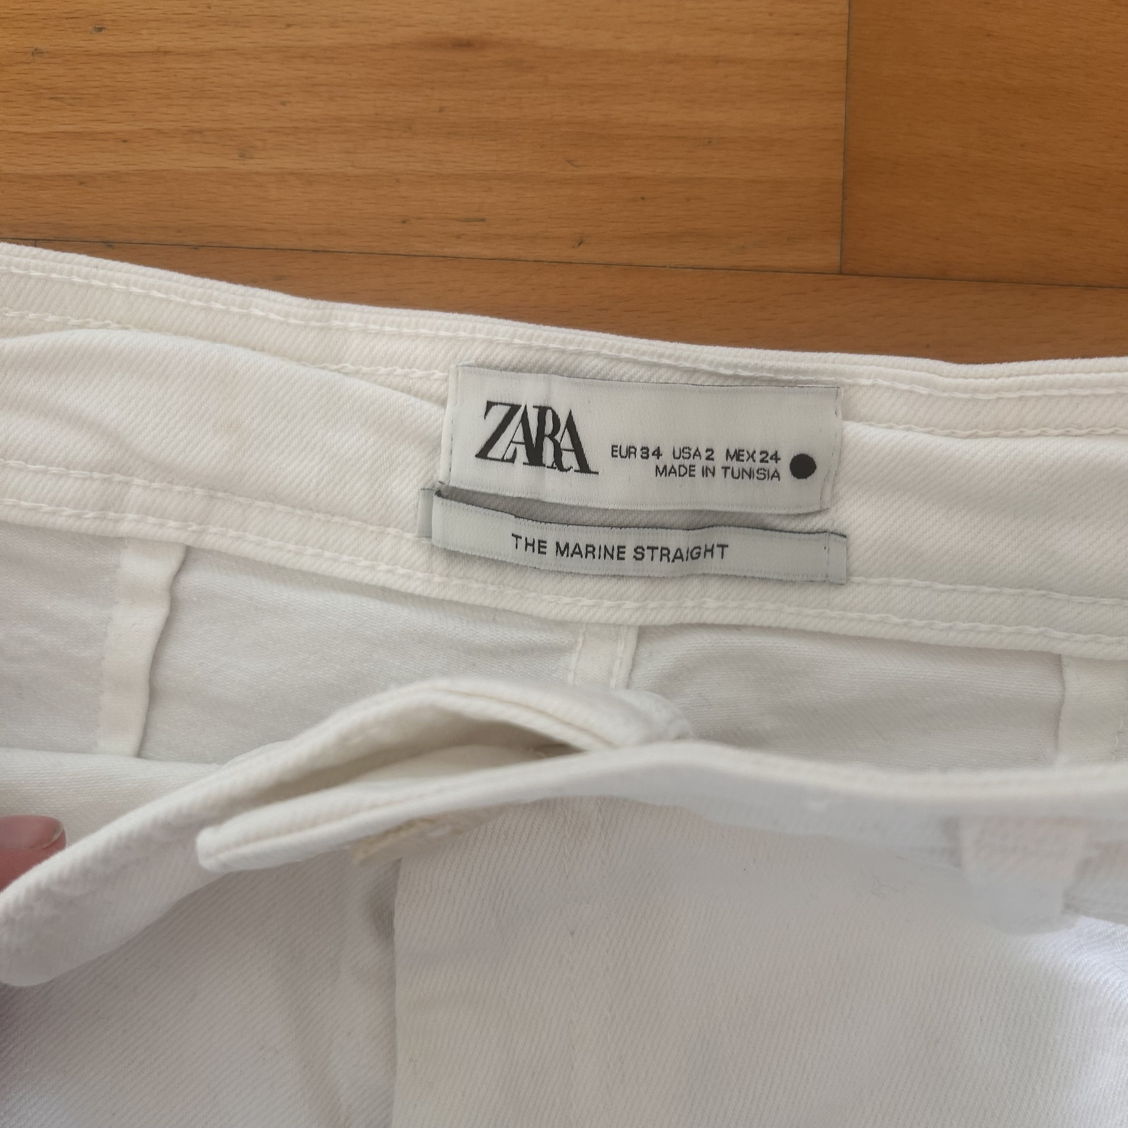 ZARA
EUR 34 USA 2 MEX 24
MADE IN TUNISIA
THE MARINE STRAIGHT